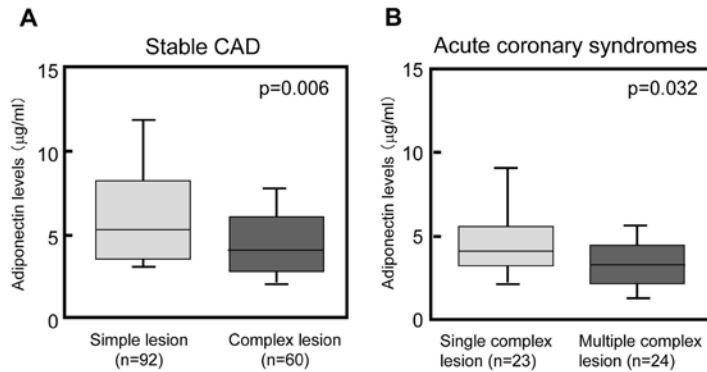 A
Stable CAD
p=0.006
Adiponectin levels (μg/ml)
15
10
5
0
Simple lesion
(n=92)
Complex lesion
(n=60)
B
Acute coronary syndromes
p=0.032
Adiponectin levels (μg/ml)
15
10
5
0
Single complex
lesion (n=23)
Multiple complex
lesion (n=24)